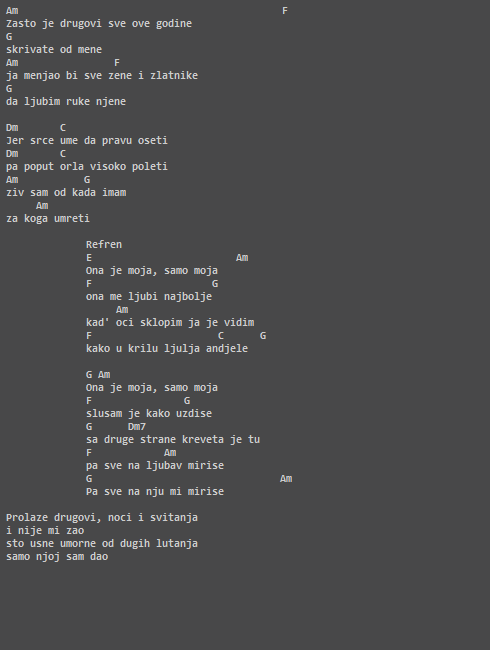 Am F
Zasto je drugovi sve ove godine
G
skrivate od mene
Am F
ja menjao bi sve zene i zlatnike
G
da ljubim ruke njene
Dm C
Jer srce ume da pravu oseti
Dm C
pa poput orla visoko poleti
Am G
ziv sam od kada imam
Am
za koga umreti
Refren
E Am
Ona je moja, samo moja
F G
ona me ljubi najbolje
Am
kad' oci sklopim ja je vidim
F C G
kako u krilu ljulja andjele
G Am
Ona je moja, samo moja
F G
slusam je kako uzdise
G Dm7
sa druge strane kreveta je tu
F Am
pa sve na ljubav mirise
G Am
Pa sve na nju mi mirise
Prolaze drugovi, noci i svitanja
i nije mi zao
sto usne umorne od dugih lutanja
samo njoj sam dao